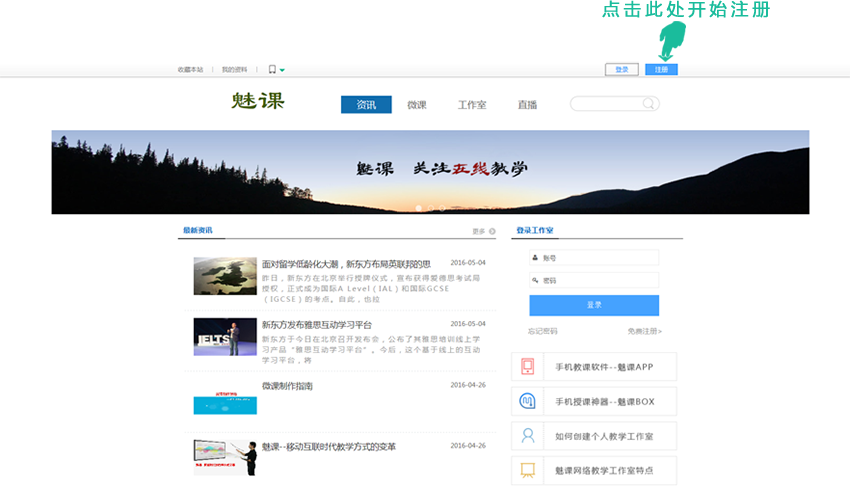 点击此处开始注册
收藏本站 | 我的资料 |
登录 注册
魅课
资讯 微课 工作室 直播
魅课 关注在线教学
最新资讯
更多
面对留学低龄化大潮，新东方布局英联邦的思 2016-05-04
昨日，新东方在北京举行授牌仪式，宣布获得爱德思考试局
授权，正式成为国际A Level（IAL）和国际GCSE
（IGCSE）的考点。自此，也拉
IELTS
新东方发布雅思互动学习平台 2016-05-04
新东方于今日在北京召开发布会，公布了其雅思培训线上学
习产品“雅思互动学习平台”。今后，这个基于线上的互动
学习平台，将
微课制作指南 2016-04-26
魅课--移动互联时代教学方式的变革 2016-04-26
登录工作室
账号
密码
登录
忘记密码 免费注册>
手机教课软件--魅课APP
手机授课神器--魅课BOX
如何创建个人教学工作室
魅课网络教学工作室特点